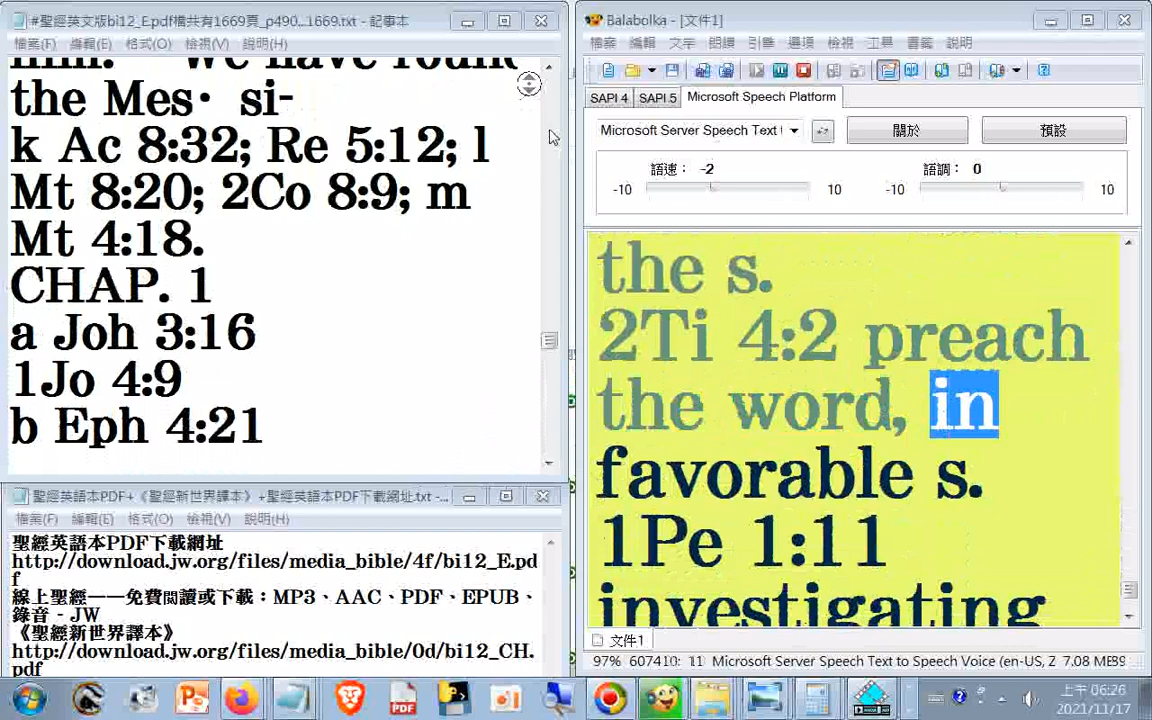 #聖經英文版bi12_E.pdf檔共有1669頁_p490...1669.txt - 記事本
檔案(F) 編輯(E) 格式(O) 檢視(V) 說明(H)
him." "We have found
the Mes· si-
k Ac 8:32; Re 5:12; l
Mt 8:20; 2Co 8:9; m
Mt 4:18.
CHAP. 1
a Joh 3:16
1Jo 4:9
b Eph 4:21
聖經英語本PDF+《聖經新世界譯本》+聖經英語本PDF下載網址.txt -...
檔案(F) 編輯(E) 格式(O) 檢視(V) 說明(H)
聖經英語本PDF下載網址
http://download.jw.org/files/media_bible/4f/bi12_E.pd
f
線上聖經——免費閱讀或下載：MP3、AAC、PDF、EPUB、
錄音 - JW
《聖經新世界譯本》
http://download.jw.org/files/media_bible/0d/bi12_CH.
pdf
Balabolka - [文件1]
檔案 編輯 文字 朗讀 引擎 選項 檢視 工具 書籤 說明
SAPI 4 SAPI 5 Microsoft Speech Platform
Microsoft Server Speech Text
關於
預設
語速： -2
-10 10
語調： 0
-10 10
the s.
2Ti 4:2 preach
the word, in
favorable s.
1Pe 1:11
investigating
文件1
97% 607410: 11 Microsoft Server Speech Text to Speech Voice (en-US, Z 7.08 MB
上午 06:26
2021/11/17